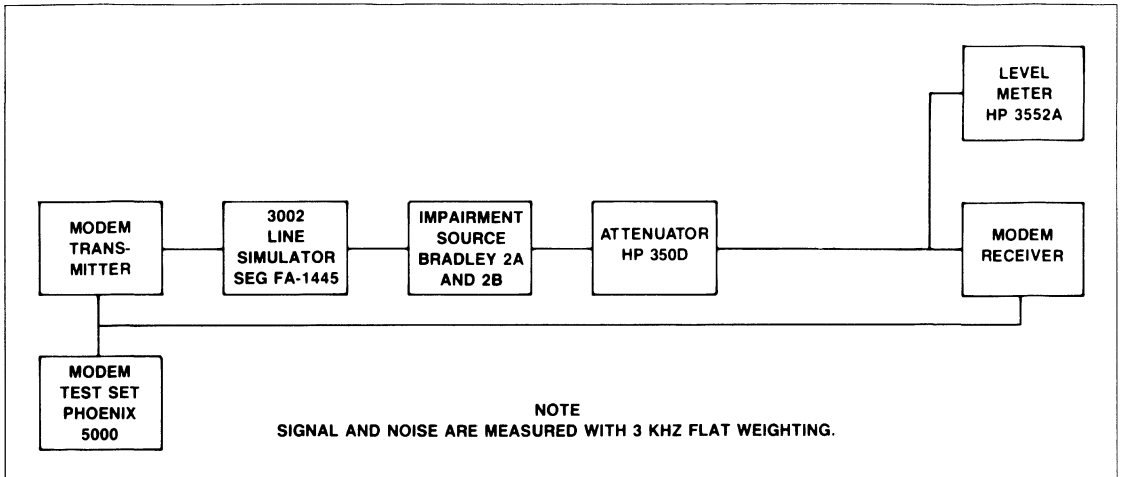 LEVEL
METER
HP 3552A
MODEM
TRANS-
MITTER
3002
LINE
SIMULATOR
SEG FA-1445
IMPAIRMENT
SOURCE
BRADLEY 2A
AND 2B
ATTENUATOR
HP 350D
MODEM
RECEIVER
MODEM
TEST SET
PHOENIX
5000
NOTE
SIGNAL AND NOISE ARE MEASURED WITH 3 KHZ FLAT WEIGHTING.